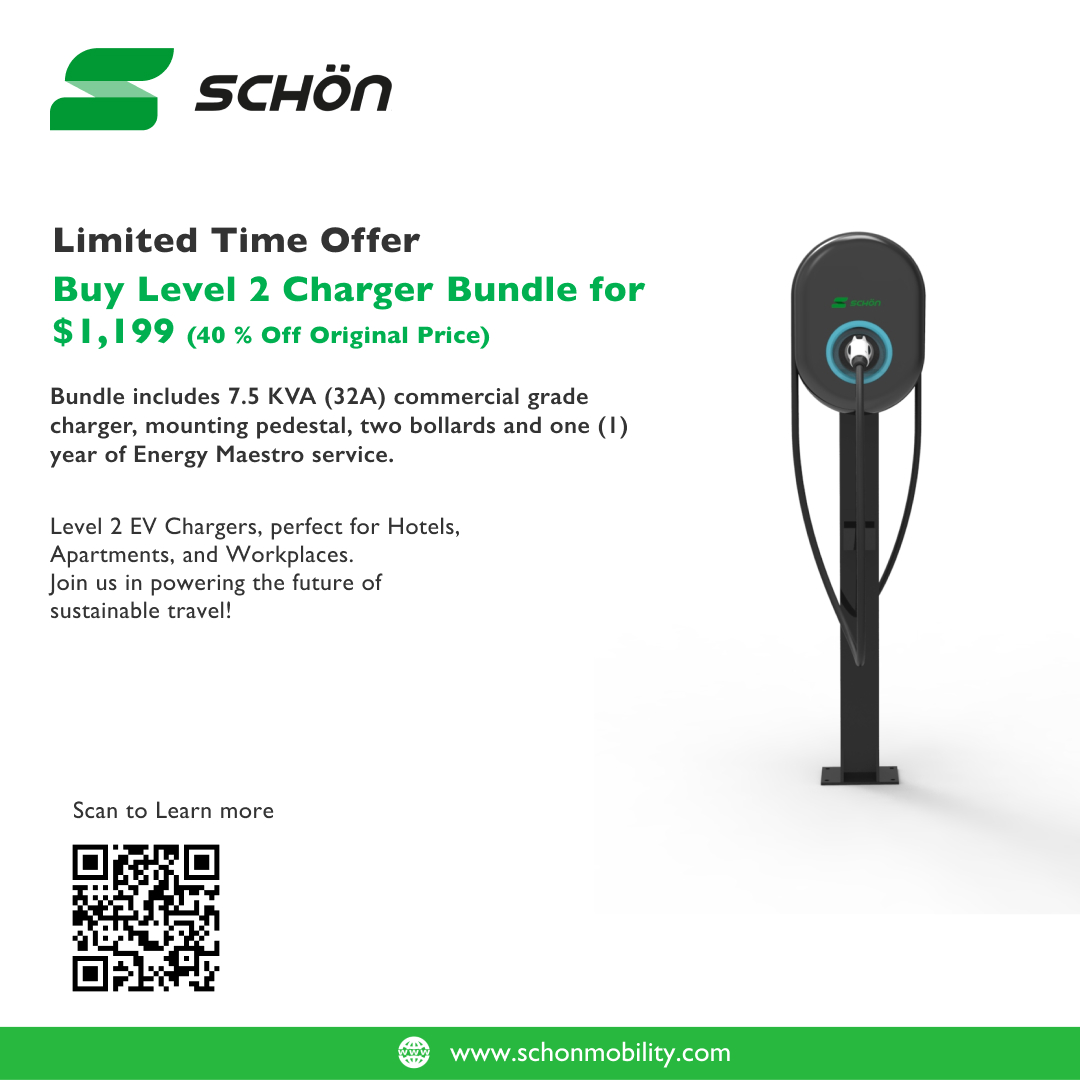 SCHÖN
Limited Time Offer
Buy Level 2 Charger Bundle for
$1,199 (40 % Off Original Price)
Bundle includes 7.5 KVA (32A) commercial grade
charger, mounting pedestal, two bollards and one (1)
year of Energy Maestro service.
Level 2 EV Chargers, perfect for Hotels,
Apartments, and Workplaces.
Join us in powering the future of
sustainable travel!
SCHÖN
Scan to Learn more
www www.schonmobility.com